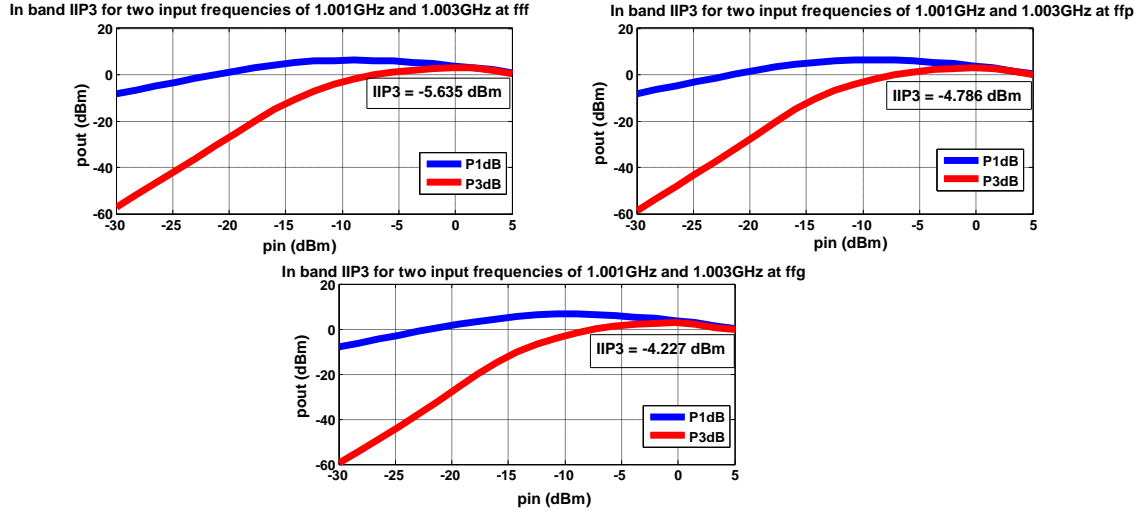 In band IIP3 for two input frequencies of 1.001GHz and 1.003GHz at fff
20
0
-20
-40
-60
pout (dBm)
IIP3 = -5.635 dBm
P1dB
P3dB
-30 -25 -20 -15 -10 -5 0 5
pin (dBm)
In band IIP3 for two input frequencies of 1.001GHz and 1.003GHz at ffp
20
0
-20
-40
-60
pout (dBm)
IIP3 = -4.786 dBm
P1dB
P3dB
-30 -25 -20 -15 -10 -5 0 5
pin (dBm)
In band IIP3 for two input frequencies of 1.001GHz and 1.003GHz at ffg
20
0
-20
-40
-60
pout (dBm)
IIP3 = -4.227 dBm
P1dB
P3dB
-30 -25 -20 -15 -10 -5 0 5
pin (dBm)